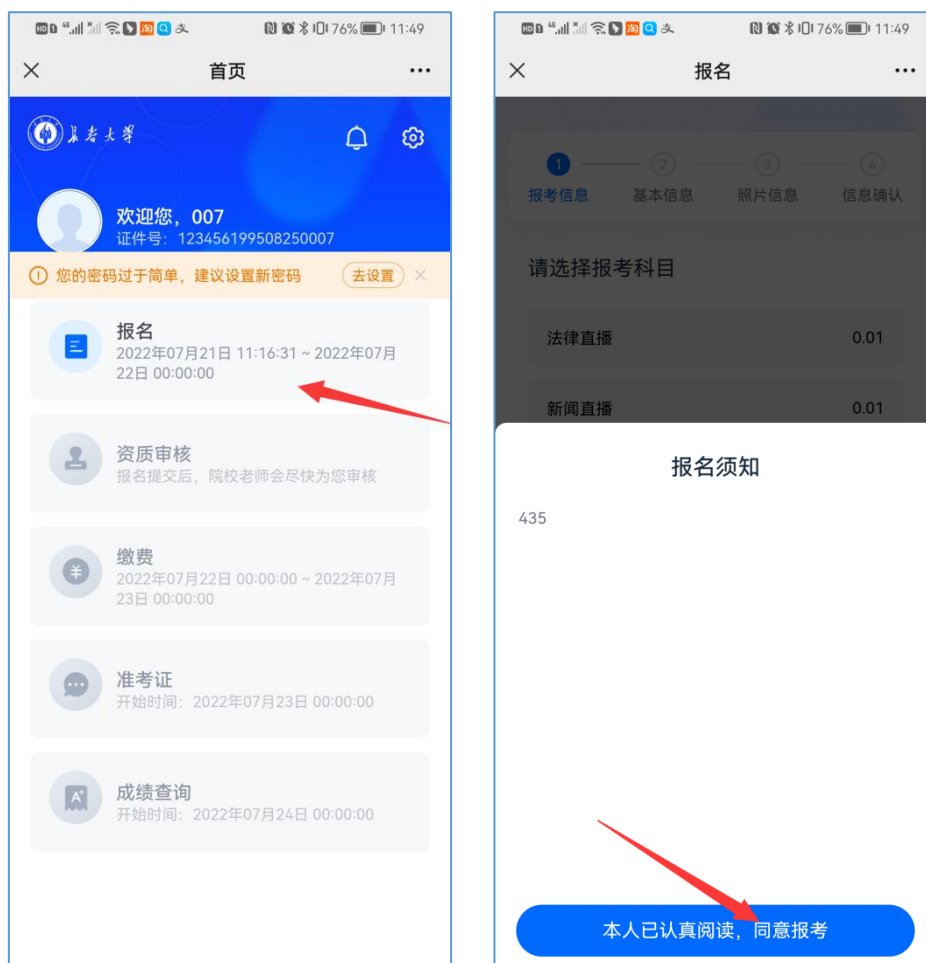 76% 11:49
首页
長考大学
欢迎您，007
证件号：123456199508250007
您的密码过于简单，建议设置新密码
去设置
报名
2022年07月21日 11:16:31 ~ 2022年07月
22日 00:00:00
资质审核
报名提交后，院校老师会尽快为您审核
缴费
2022年07月22日 00:00:00 ~ 2022年07月
23日 00:00:00
准考证
开始时间：2022年07月23日 00:00:00
成绩查询
开始时间：2022年07月24日 00:00:00
76% 11:49
报名
1 2 3 4
报考信息 基本信息 照片信息 信息确认
请选择报考科目
法律直播 0.01
新闻直播 0.01
报名须知
435
本人已认真阅读，同意报考